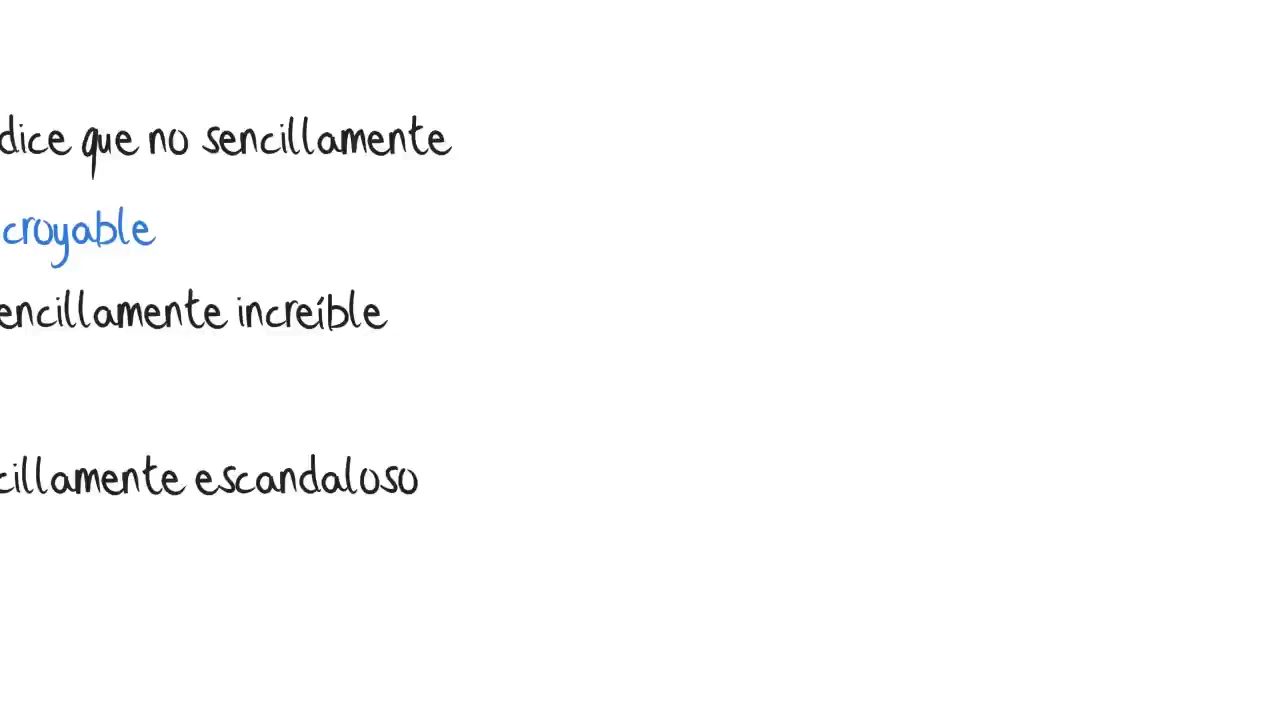 dice que no sencillamente
croyable
encillamente increíble
cillamente escandaloso